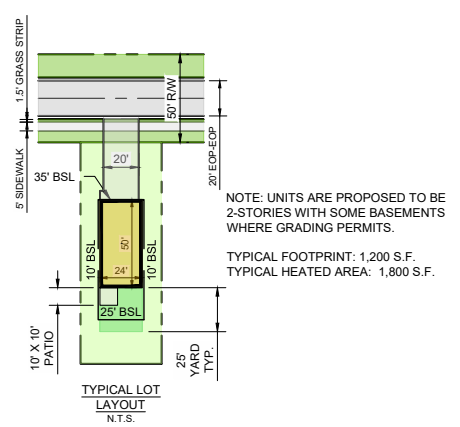 1.5' GRASS STRIP
5' SIDEWALK
50' R/W
20' EOP-EOP
20'
35' BSL
10' BSL
50'
24'
10' BSL
25' BSL
10' X 10'
PATIO
25'
YARD
TYP.
NOTE: UNITS ARE PROPOSED TO BE
2-STORIES WITH SOME BASEMENTS
WHERE GRADING PERMITS.
TYPICAL FOOTPRINT: 1,200 S.F.
TYPICAL HEATED AREA: 1,800 S.F.
TYPICAL LOT
LAYOUT
N.T.S.